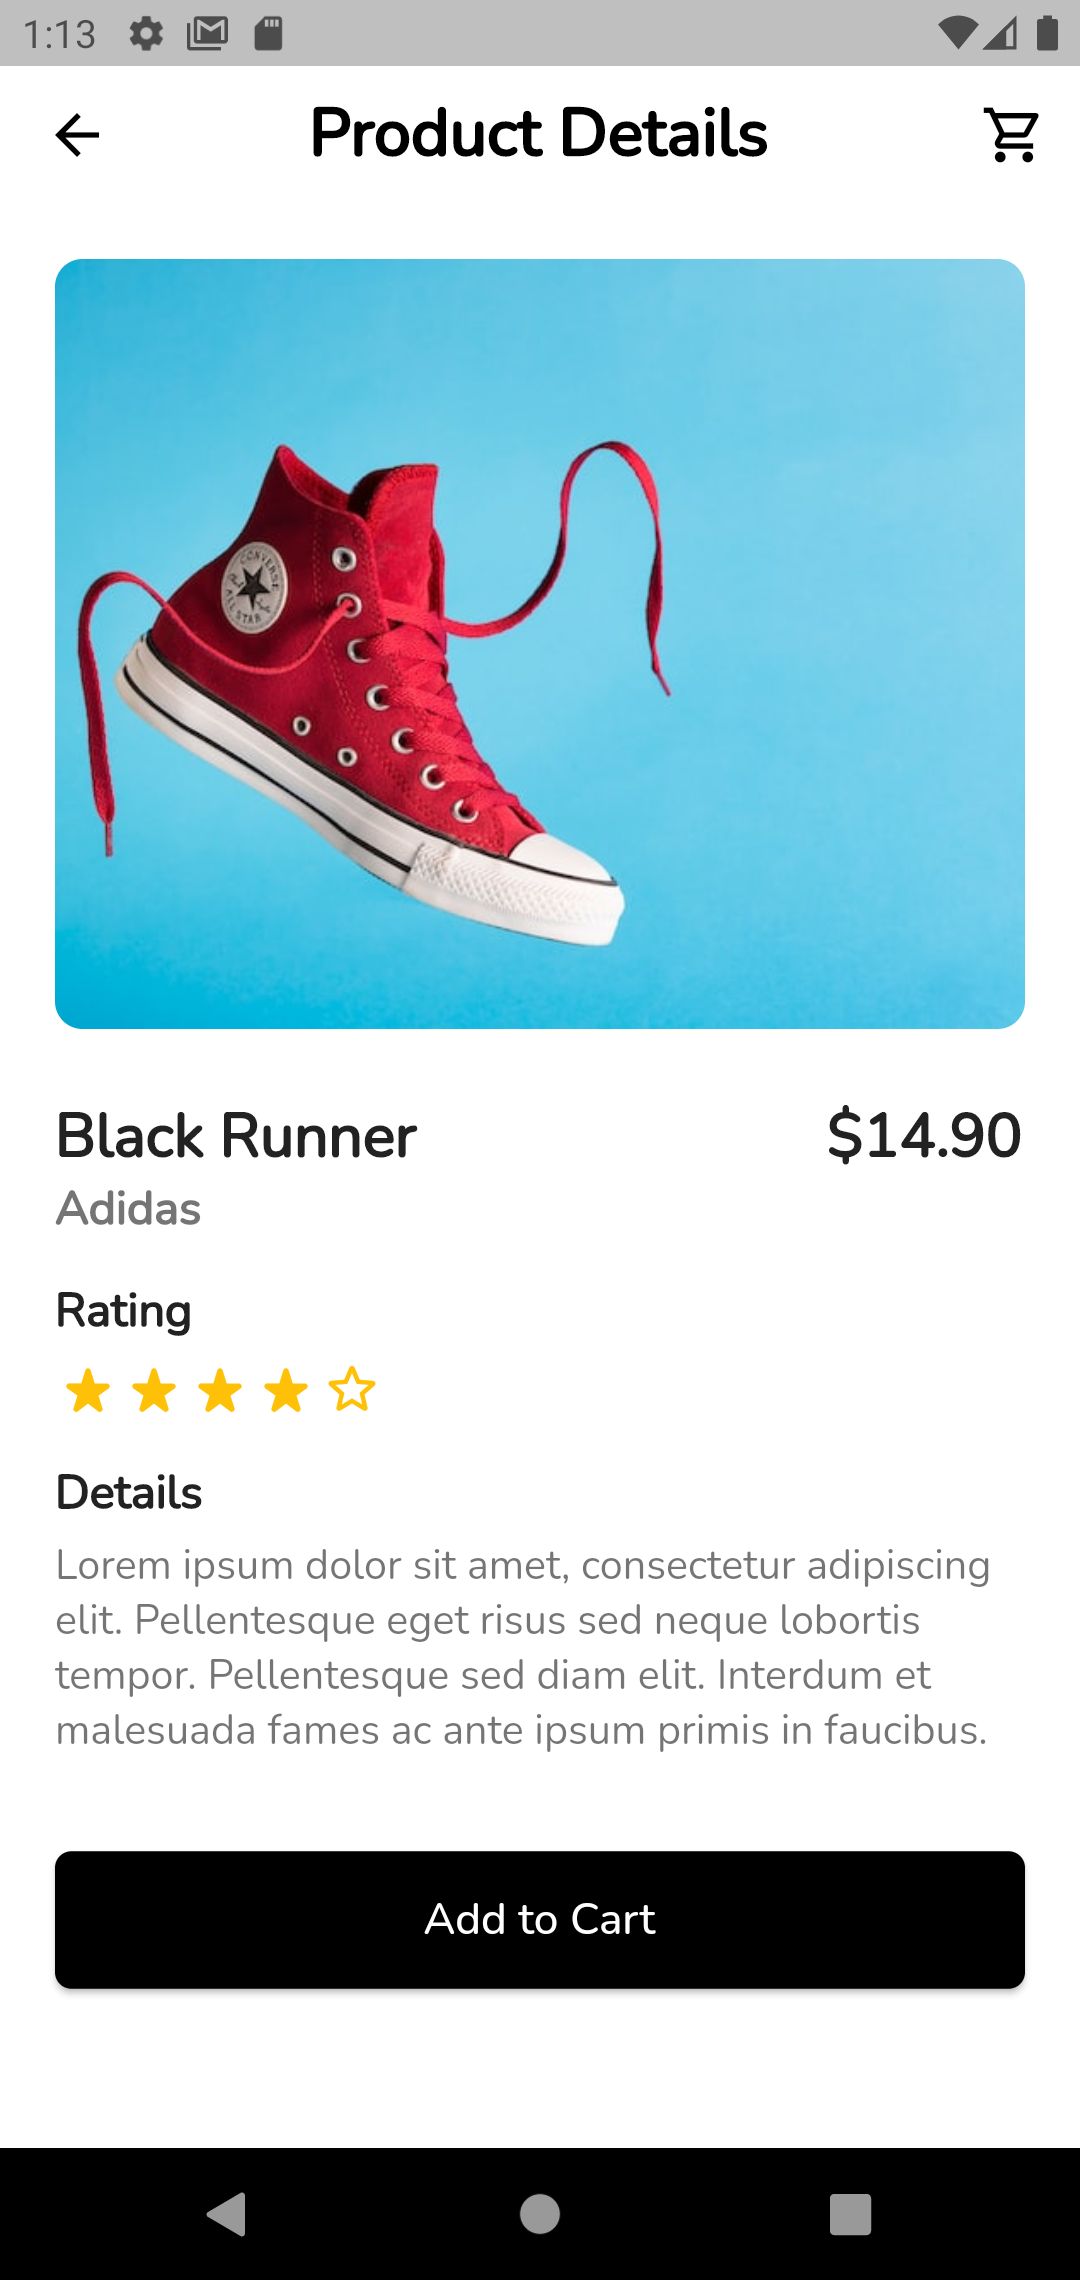 1:13
Product Details
CONVERSE
ALL STAR
Black Runner
$14.90
Adidas
Rating
Details
Lorem ipsum dolor sit amet, consectetur adipiscing
elit. Pellentesque eget risus sed neque lobortis
tempor. Pellentesque sed diam elit. Interdum et
malesuada fames ac ante ipsum primis in faucibus.
Add to Cart